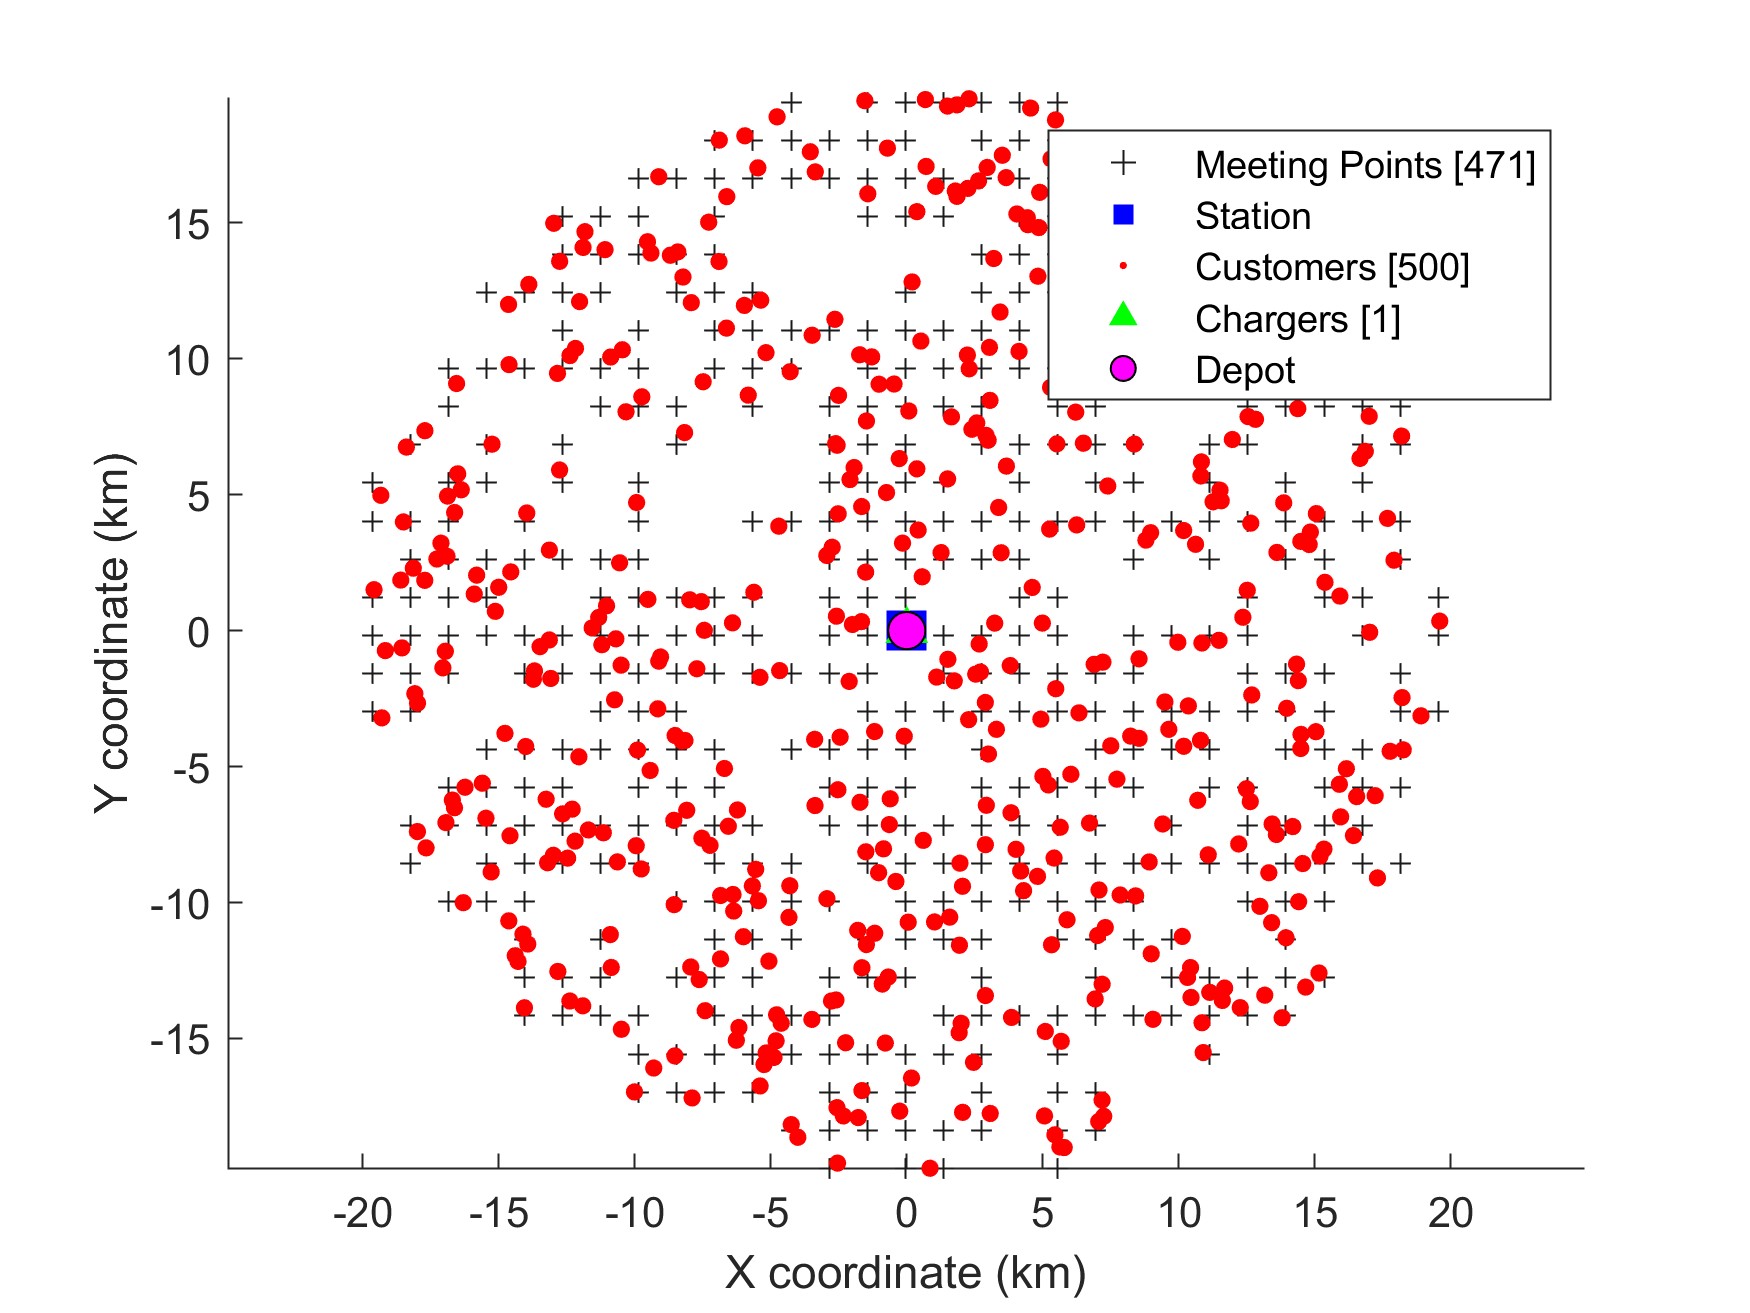 Meeting Points [471]
Station
Customers [500]
Chargers [1]
Depot
15
10
5
0
-5
-10
-15
Y coordinate (km)
-20 -15 -10 -5 0 5 10 15 20
X coordinate (km)